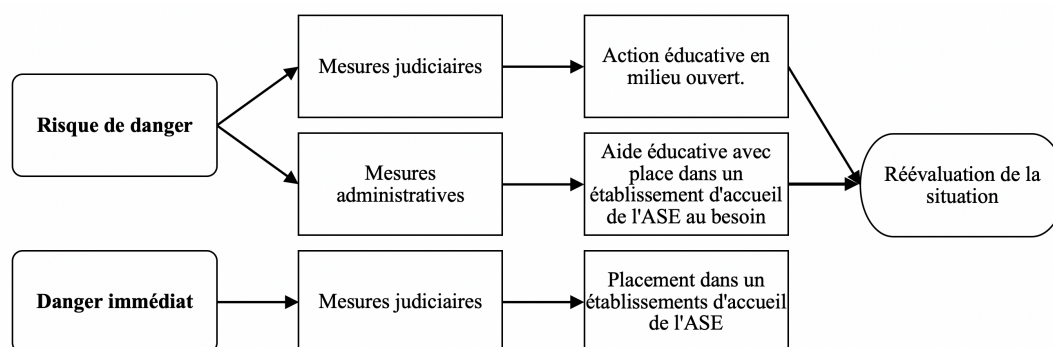 Risque de danger
Mesures judiciaires
Action éducative en
milieu ouvert.
Mesures
administratives
Aide éducative avec
place dans un
établissement d'accueil
de l'ASE au besoin
Réévaluation de la
situation
Danger immédiat
Mesures judiciaires
Placement dans un
établissements d'accueil
de l'ASE